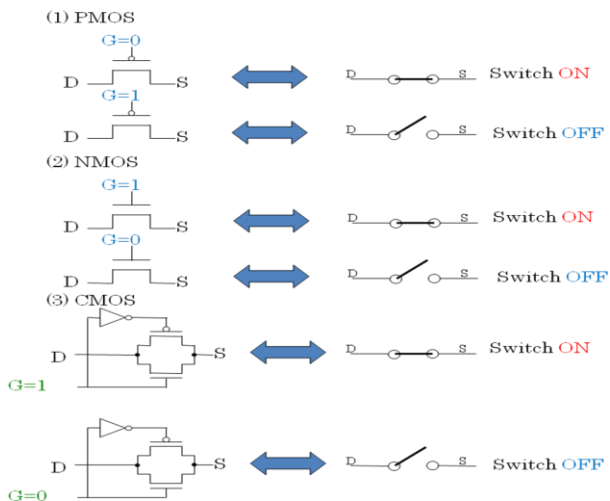 (1) PMOS
G=0
D S D S Switch ON
G=1
D S D S Switch OFF
(2) NMOS
G=1
D S D S Switch ON
G=0
D S D S Switch OFF
(3) CMOS
D S D S Switch ON
G=1
D S D S Switch OFF
G=0